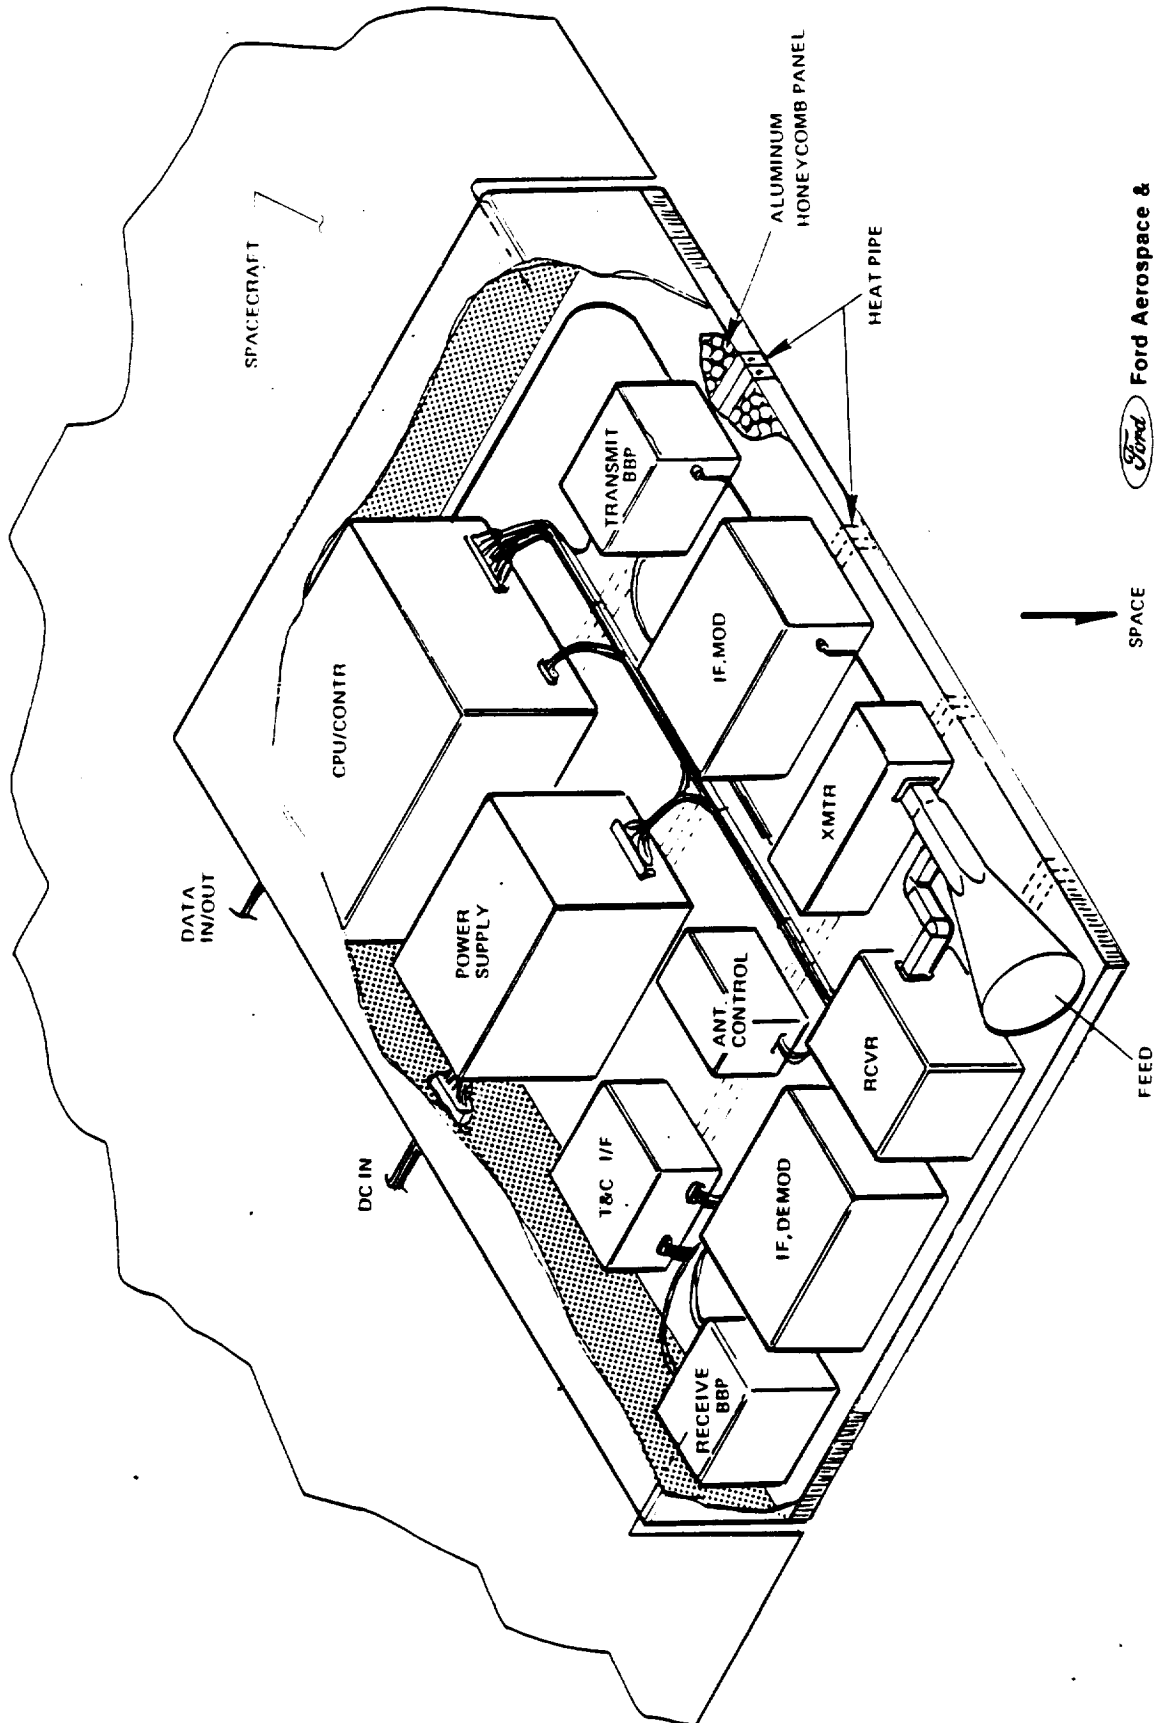 DATA
IN/OUT
SPACECRAFT
CPU/CONTR
DC IN
POWER
SUPPLY
T&C I/F
TRANSMIT
BBP
RECEIVE
BBP
ANT.
CONTROL
IF, MOD
IF, DEMOD
ALUMINUM
HONEYCOMB PANEL
XMTR
RCVR
HEAT PIPE
FEED
SPACE
Ford Ford Aerospace &